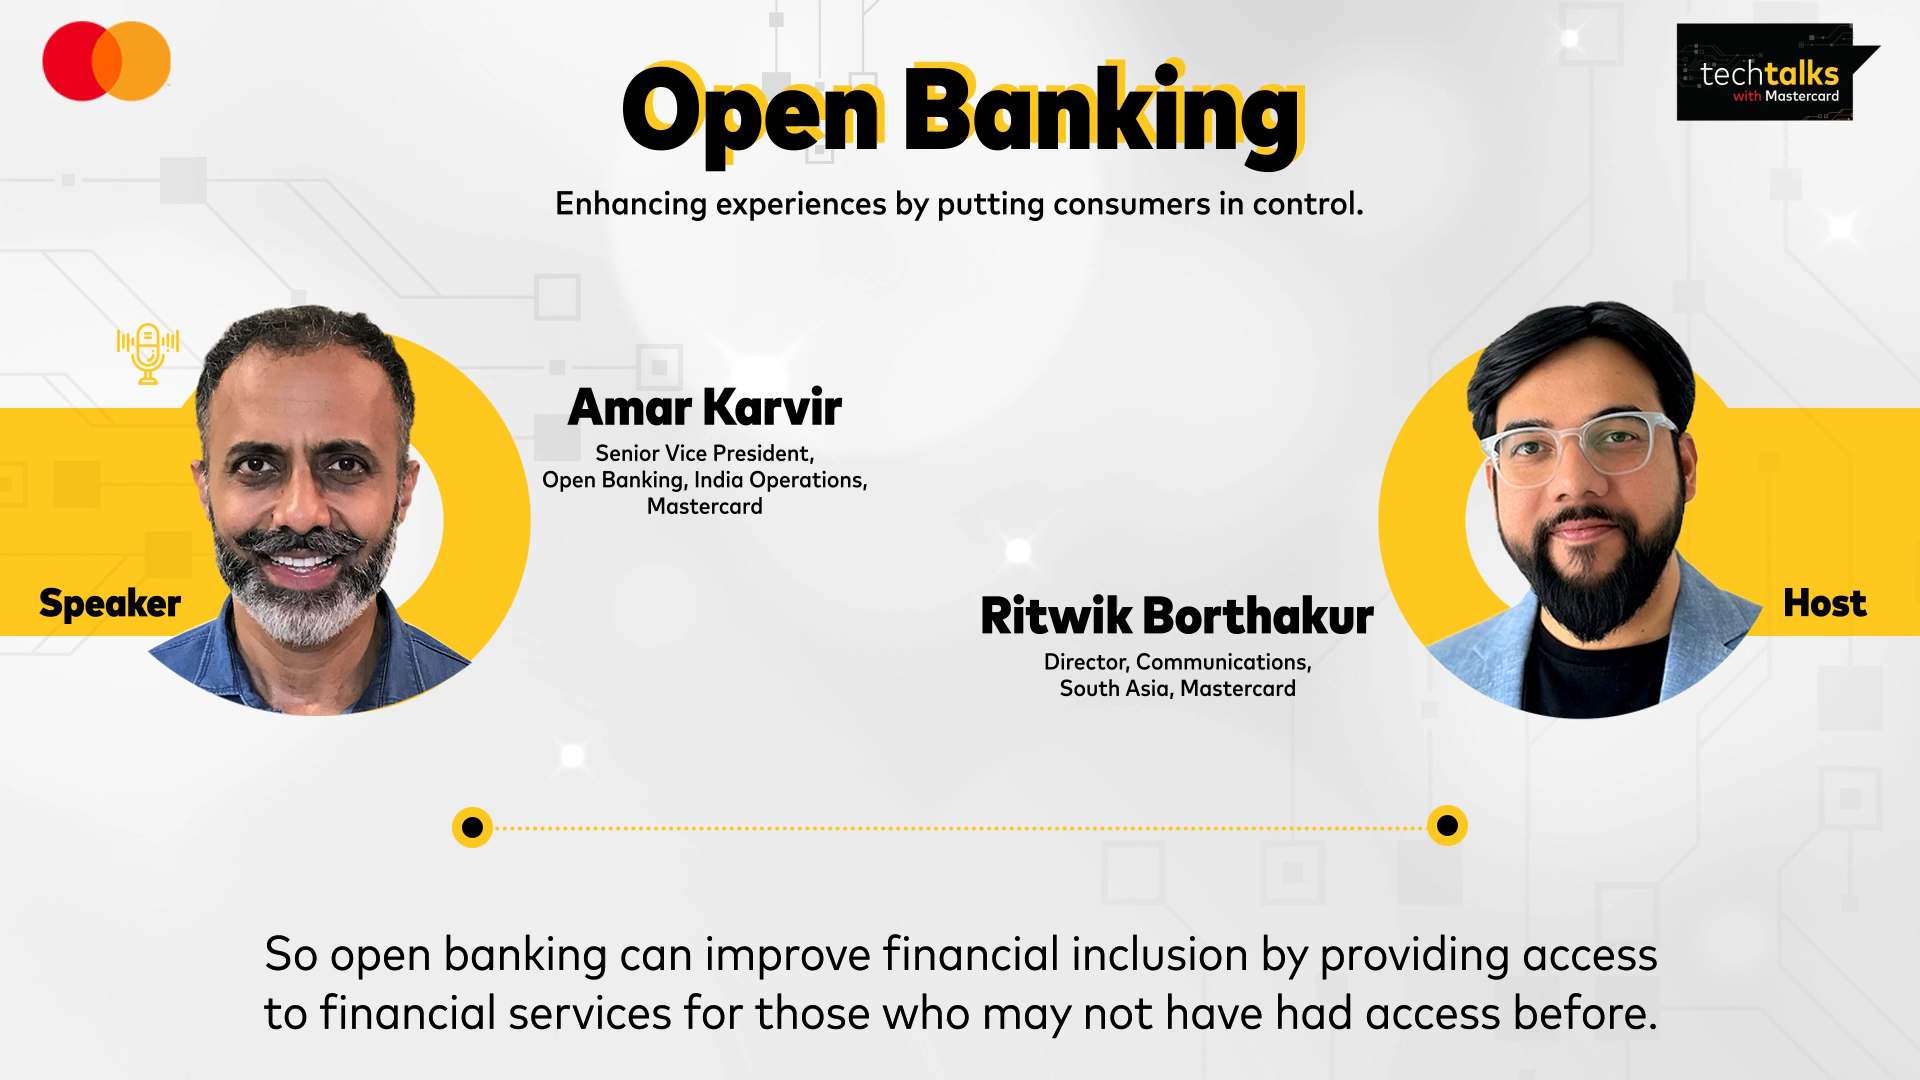 techtalks
with Mastercard
Open Banking
Enhancing experiences by putting consumers in control.
Speaker
Amar Karvir
Senior Vice President,
Open Banking, India Operations,
Mastercard
Ritwik Borthakur
Director, Communications,
South Asia, Mastercard
Host
So open banking can improve financial inclusion by providing access
to financial services for those who may not have had access before.